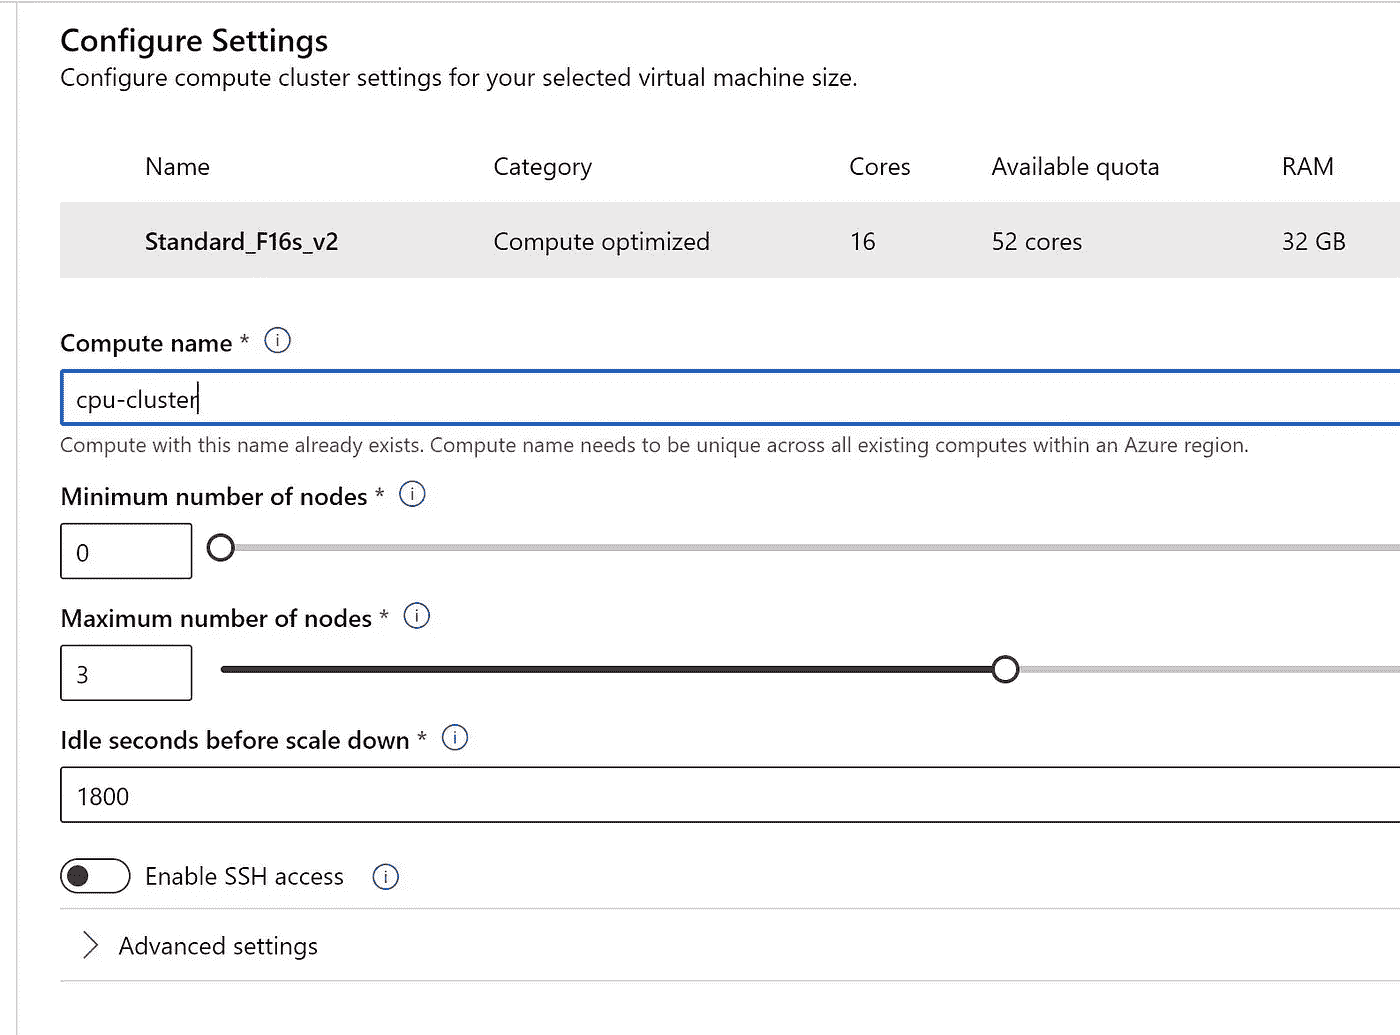 Configure Settings
Configure compute cluster settings for your selected virtual machine size.
Name Category Cores Available quota RAM
Standard_F16s_v2 Compute optimized 16 52 cores 32 GB
Compute name *
cpu-cluster
Compute with this name already exists. Compute name needs to be unique across all existing computes within an Azure region.
Minimum number of nodes *
0
Maximum number of nodes *
3
Idle seconds before scale down *
1800
Enable SSH access
Advanced settings